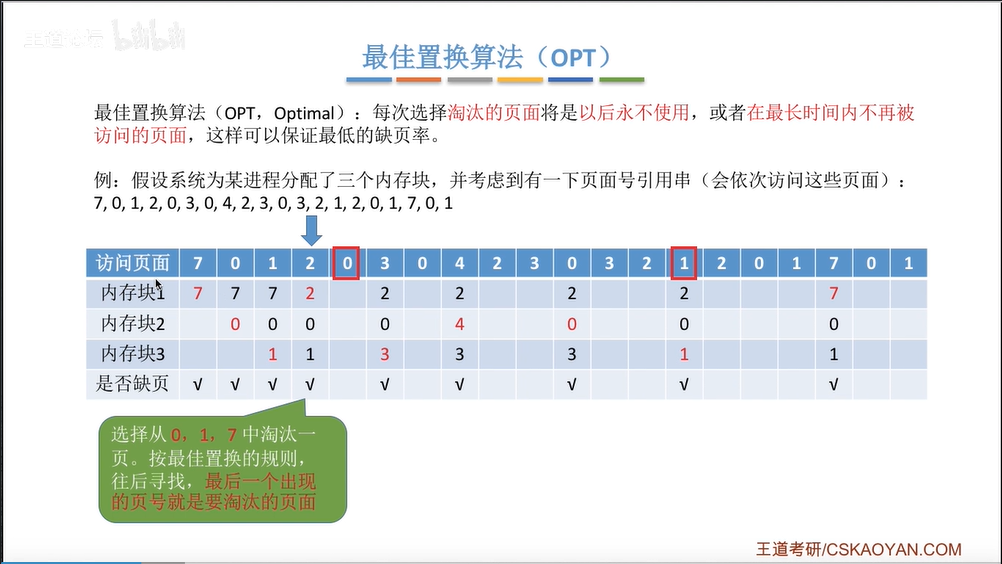 最佳置换算法（OPT）
最佳置换算法（OPT，Optimal）：每次选择淘汰的页面将是以后永不使用，或者在最长时间内不再被
访问的页面，这样可以保证最低的缺页率。
例：假设系统为某进程分配了三个内存块，并考虑到有一下页面号引用串（会依次访问这些页面）：
7, 0, 1, 2, 0, 3, 0, 4, 2, 3, 0, 3, 2, 1, 2, 0, 1, 7, 0, 1
访问页面 7 0 1 2 0 3 0 4 2 3 0 3 2 1 2 0 1 7 0 1
内存块1 7 7 7 2 2 2 2 2 7
内存块2 0 0 0 0 4 0 0 0
内存块3 1 1 3 3 3 1 1
是否缺页 √ √ √ √ √ √ √ √ √
选择从 0，1，7 中淘汰一
页。按最佳置换的规则，
往后寻找，最后一个出现
的页号就是要淘汰的页面
王道考研/CSKAOYAN.COM